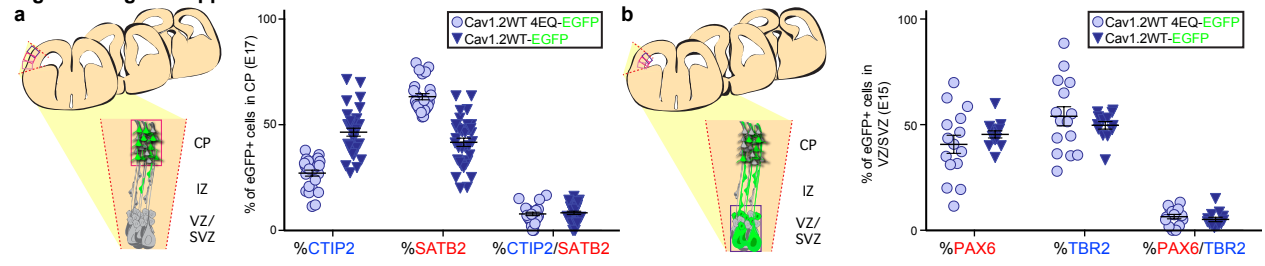 a
CP
IZ
VZ/
SVZ
% of eGFP+ cells in CP (E17)
100
50
0
Cav1.2WT 4EQ-EGFP
Cav1.2WT-EGFP
%CTIP2
%SATB2
%CTIP2/SATB2
b
CP
IZ
VZ/
SVZ
% of eGFP+ cells in
VZ/SVZ (E15)
100
50
0
Cav1.2WT 4EQ-EGFP
Cav1.2WT-EGFP
%PAX6
%TBR2
%PAX6/TBR2